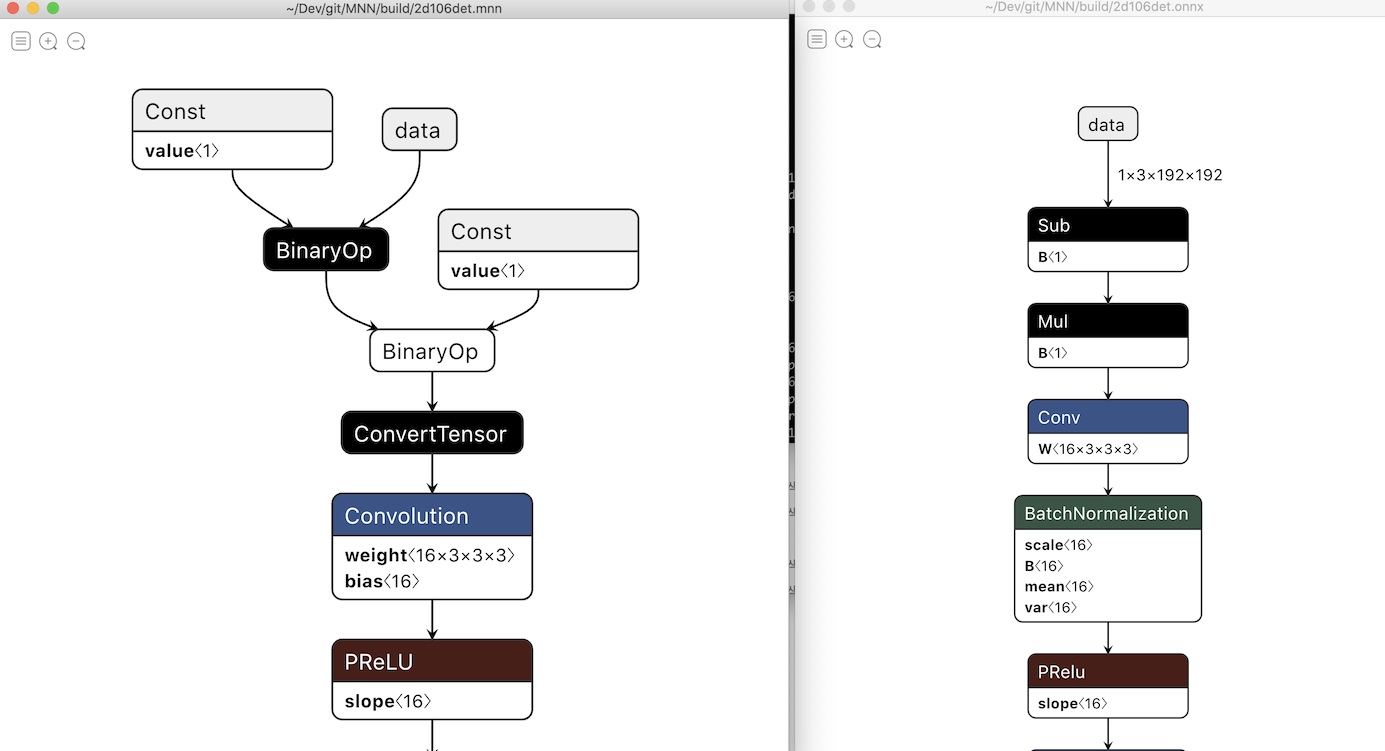 ~/Dev/git/MNN/build/2d106det.mnn
Const
value〈1〉
data
BinaryOp
Const
value〈1〉
BinaryOp
ConvertTensor
Convolution
weight〈16×3×3×3〉
bias〈16〉
PReLU
slope〈16〉
~/Dev/git/MNN/build/2d106det.onnx
data
1×3×192×192
Sub
B〈1〉
Mul
B〈1〉
Conv
W〈16×3×3×3〉
BatchNormalization
scale〈16〉
B〈16〉
mean〈16〉
var〈16〉
PRelu
slope〈16〉